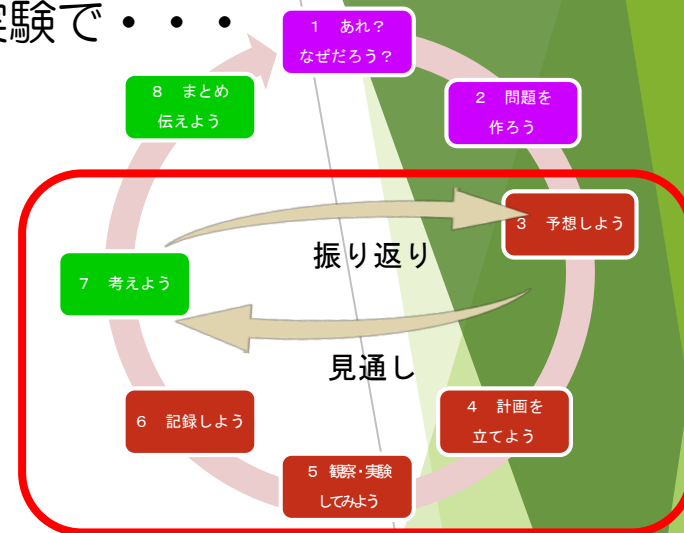 実験で・・・
1 あれ?
なぜだろう?
2 問題を
作ろう
3 予想しよう
4 計画を
立てよう
5 観察・実験
してみよう
6 記録しよう
7 考えよう
8 まとめ
伝えよう
振り返り
見通し